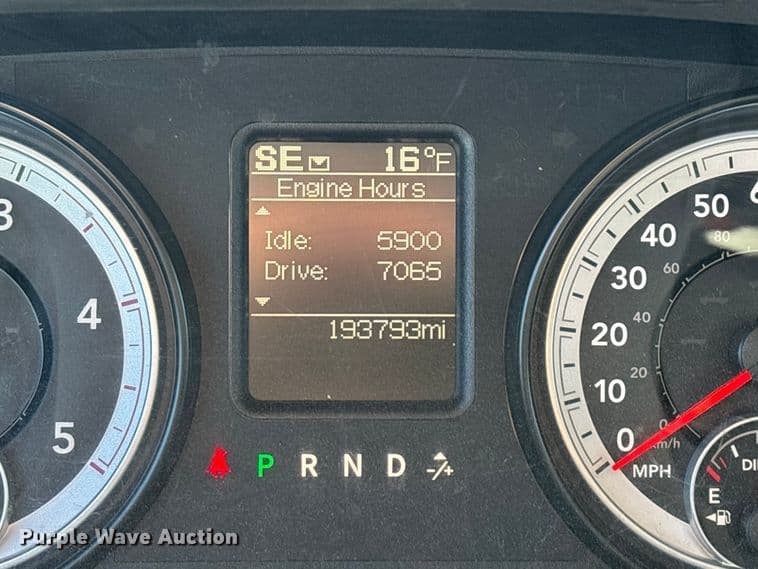 SE 16°F
Engine Hours
Idle: 5900
Drive: 7065
193793mi
P R N D -/+
3
4
5
50
40
30
20
10
0
MPH
80
60
40
20
0
km/h
E
Purple Wave Auction